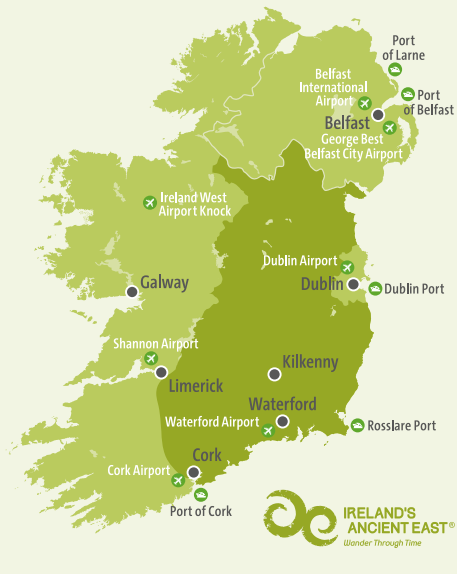 Port
of Larne
Belfast
International
Airport
Port
of Belfast
Belfast
George Best
Belfast City Airport
Ireland West
Airport Knock
Dublin Airport
Galway
Dublin
Dublin Port
Shannon Airport
Kilkenny
Limerick
Waterford
Waterford Airport
Rosslare Port
Cork
Cork Airport
Port of Cork
IRELAND'S
ANCIENT EAST®
Wander Through Time